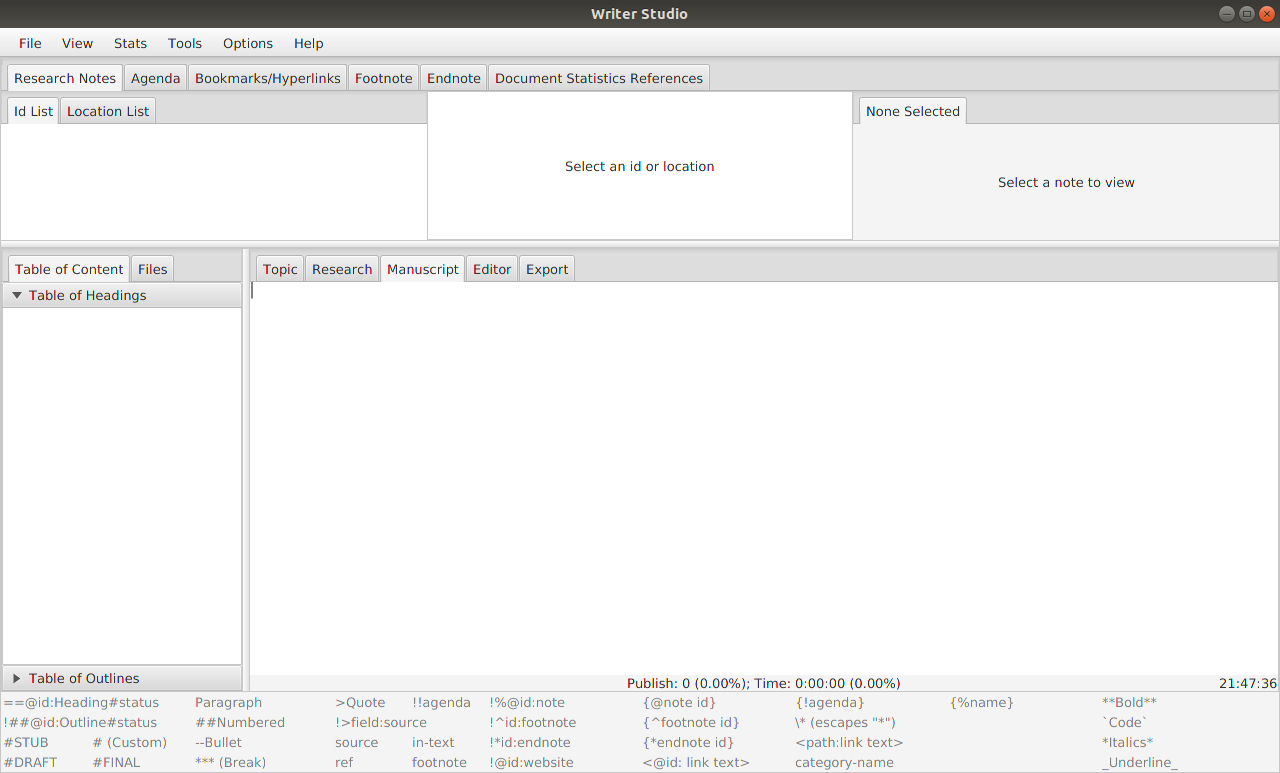 Writer Studio
File View Stats Tools Options Help
Research Notes Agenda Bookmarks/Hyperlinks Footnote Endnote Document Statistics References
Id List Location List None Selected
Select an id or location
Select a note to view
Table of Content Files Topic Research Manuscript Editor Export
Table of Headings
Table of Outlines
Publish: 0 (0.00%); Time: 0:00:00 (0.00%) 21:47:36
==@id:Heading#status Paragraph >Quote !!agenda !%@id:note {@note id} {!agenda} {%name} **Bold**
!##@id:Outline#status ##Numbered !>field:source !^id:footnote {^footnote id} \* (escapes "*") `Code`
#STUB # (Custom) --Bullet source in-text !*id:endnote {*endnote id} <path:link text> *Italics*
#DRAFT #FINAL *** (Break) ref footnote !@id:website <@id: link text> category-name _Underline_